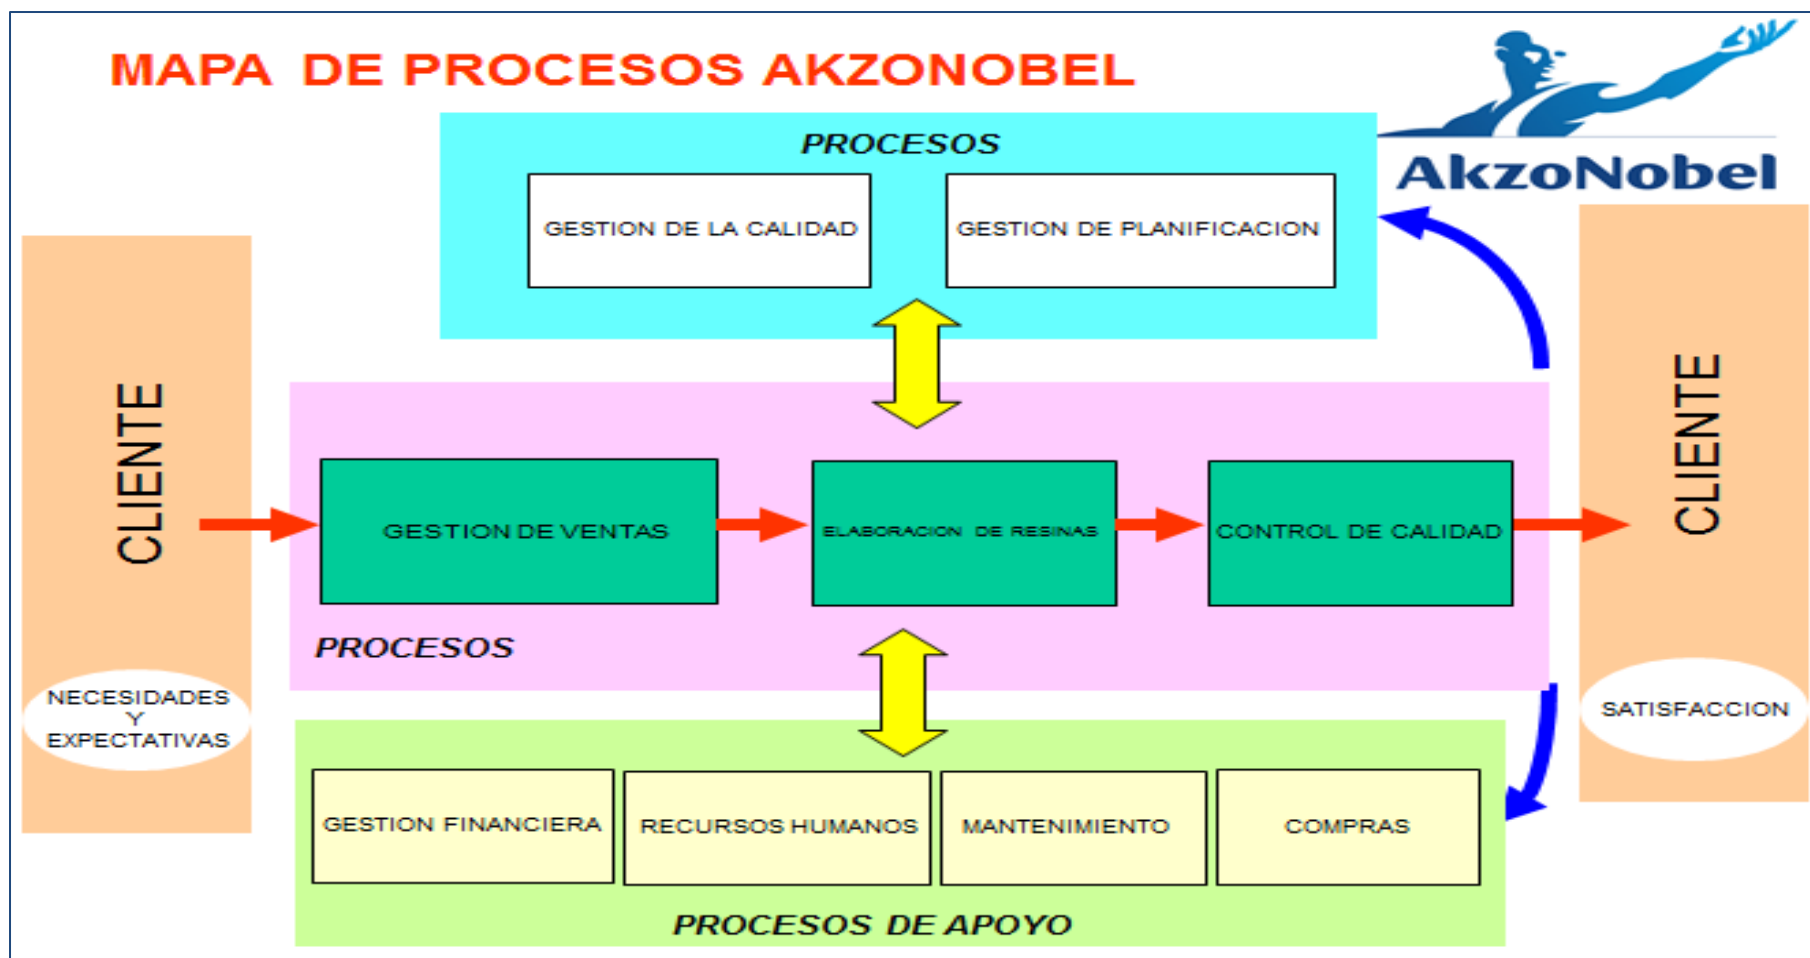 MAPA DE PROCESOS AKZONOBEL
AkzoNobel
PROCESOS
GESTION DE LA CALIDAD
GESTION DE PLANIFICACION
CLIENTE
NECESIDADES
Y
EXPECTATIVAS
GESTION DE VENTAS
ELABORACION DE RESINAS
CONTROL DE CALIDAD
PROCESOS
CLIENTE
SATISFACCION
GESTION FINANCIERA
RECURSOS HUMANOS
MANTENIMIENTO
COMPRAS
PROCESOS DE APOYO